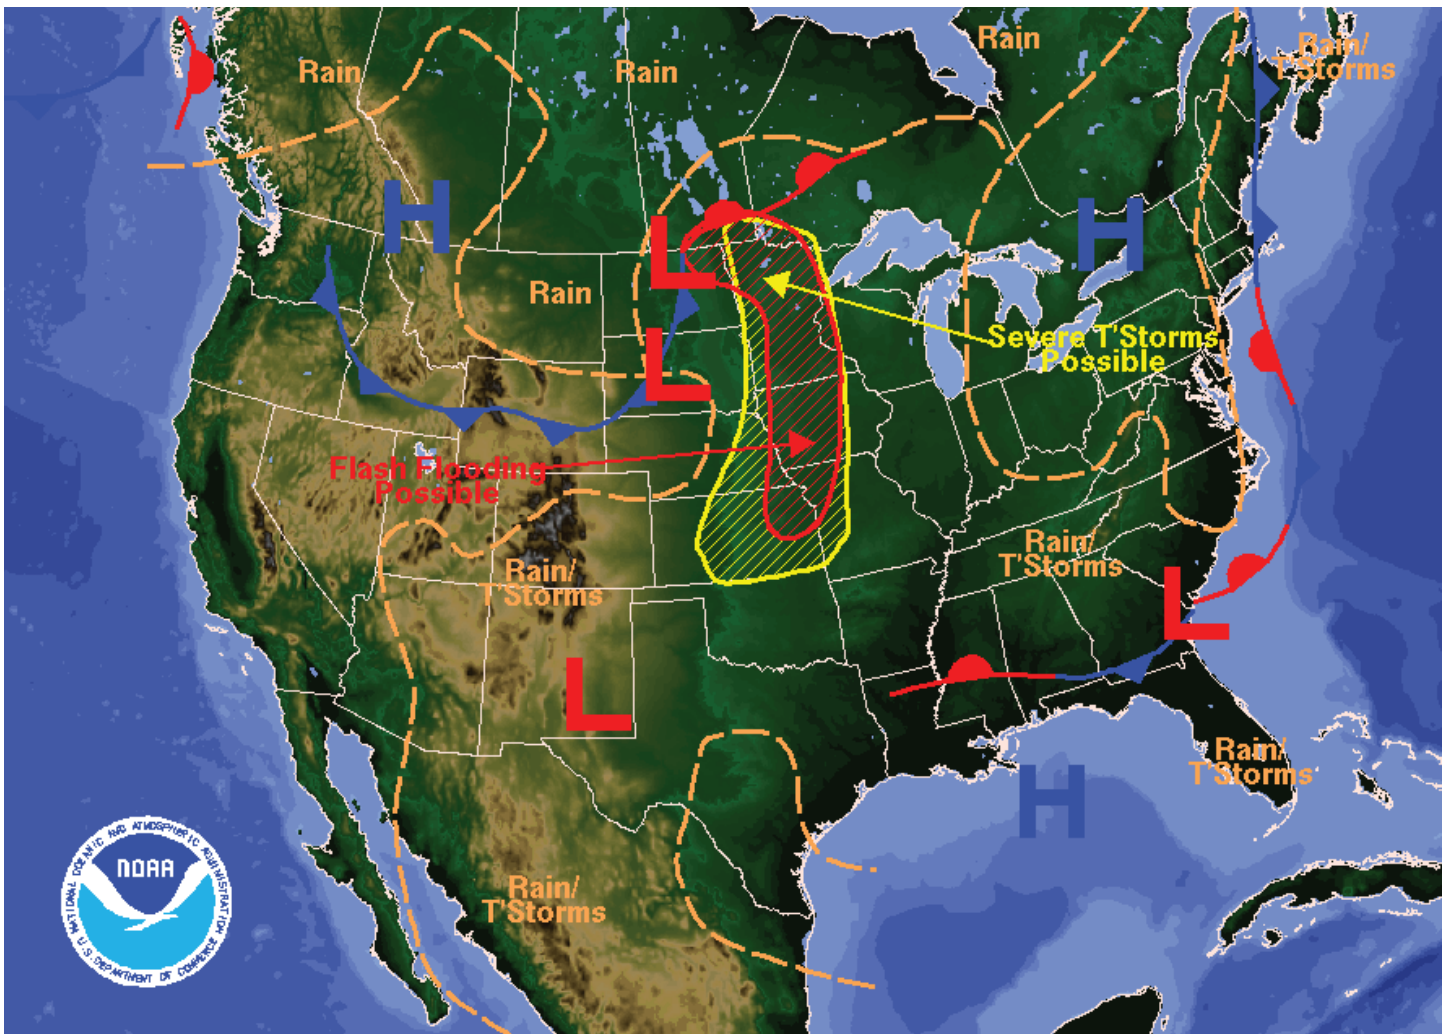 Rain
Rain
Rain
Rain/
T'Storms
H
H
L
Rain
Severe T'Storms
Possible
L
Flash Flooding
Possible
Rain/
T'Storms
Rain/
T'Storms
L
L
Rain/
T'Storms
H
Rain/
T'Storms
NOAA
NATIONAL OCEANIC AND ATMOSPHERIC ADMINISTRATION
U.S. DEPARTMENT OF COMMERCE